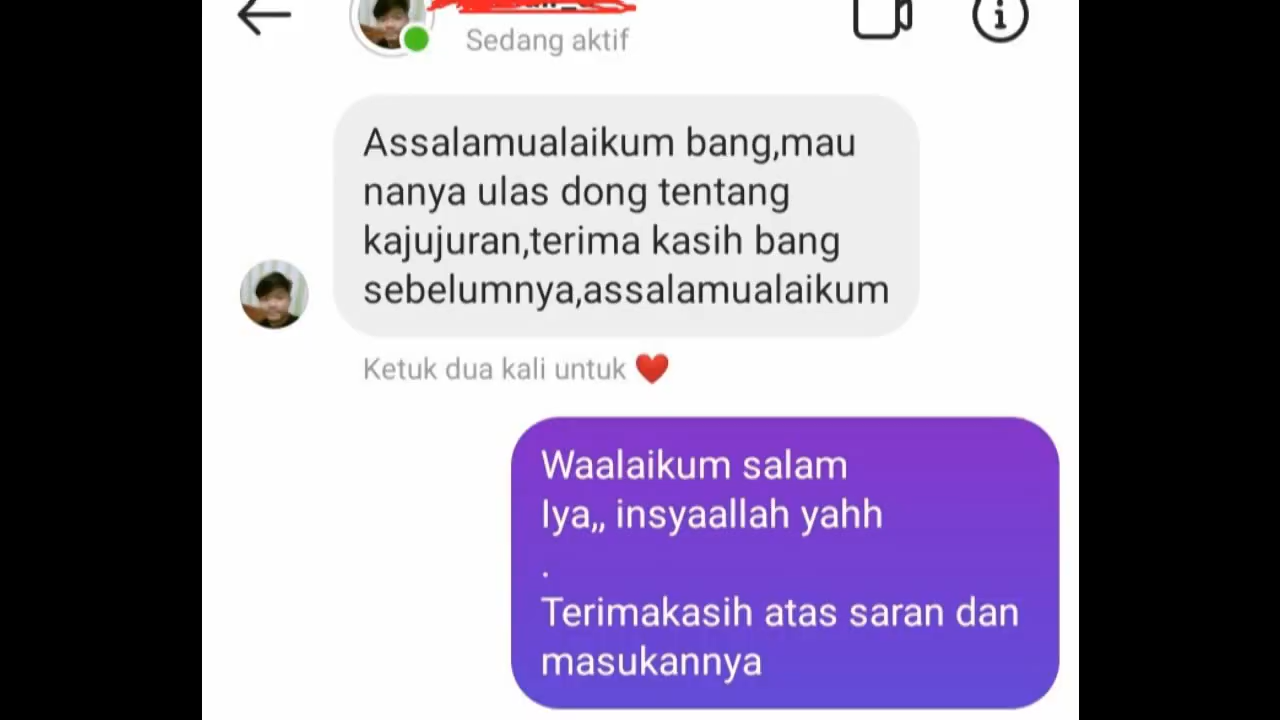 Sedang aktif
Assalamualaikum bang,mau
nanya ulas dong tentang
kajujuran,terima kasih bang
sebelumnya,assalamualaikum
Ketuk dua kali untuk ❤️
Waalaikum salam
Iya,, insyaallah yahh
.
Terimakasih atas saran dan
masukannya